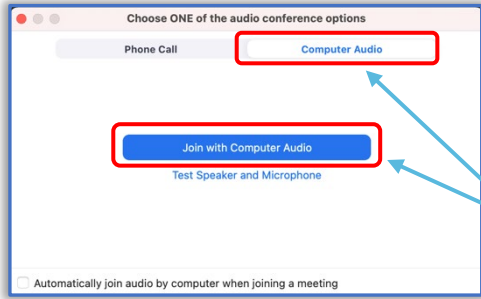 Choose ONE of the audio conference options
Phone Call
Computer Audio
Join with Computer Audio
Test Speaker and Microphone
Automatically join audio by computer when joining a meeting